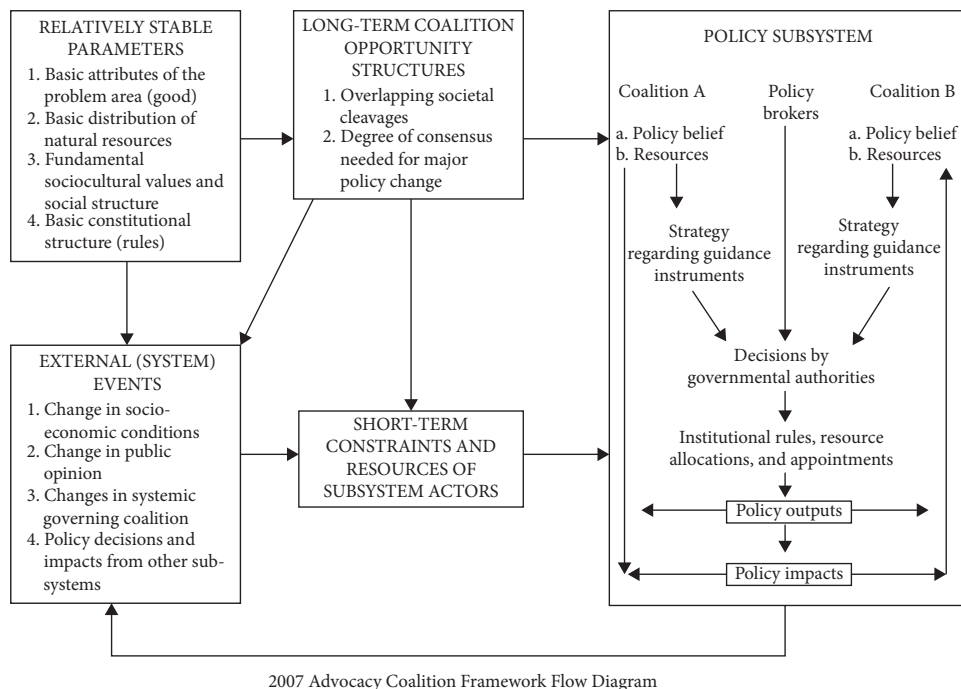 RELATIVELY STABLE
PARAMETERS
1. Basic attributes of the
problem area (good)
2. Basic distribution of
natural resources
3. Fundamental
sociocultural values and
social structure
4. Basic constitutional
structure (rules)
LONG-TERM COALITION
OPPORTUNITY
STRUCTURES
1. Overlapping societal
cleavages
2. Degree of consensus
needed for major
policy change
EXTERNAL (SYSTEM)
EVENTS
1. Change in socio-
economic conditions
2. Change in public
opinion
3. Changes in systemic
governing coalition
4. Policy decisions and
impacts from other sub-
systems
SHORT-TERM
CONSTRAINTS AND
RESOURCES OF
SUBSYSTEM ACTORS
POLICY SUBSYSTEM
Coalition A
a. Policy belief
b. Resources
Policy
brokers
Coalition B
a. Policy belief
b. Resources
Strategy
regarding guidance
instruments
Strategy
regarding guidance
instruments
Decisions by
governmental authorities
Institutional rules, resource
allocations, and appointments
Policy outputs
Policy impacts
2007 Advocacy Coalition Framework Flow Diagram